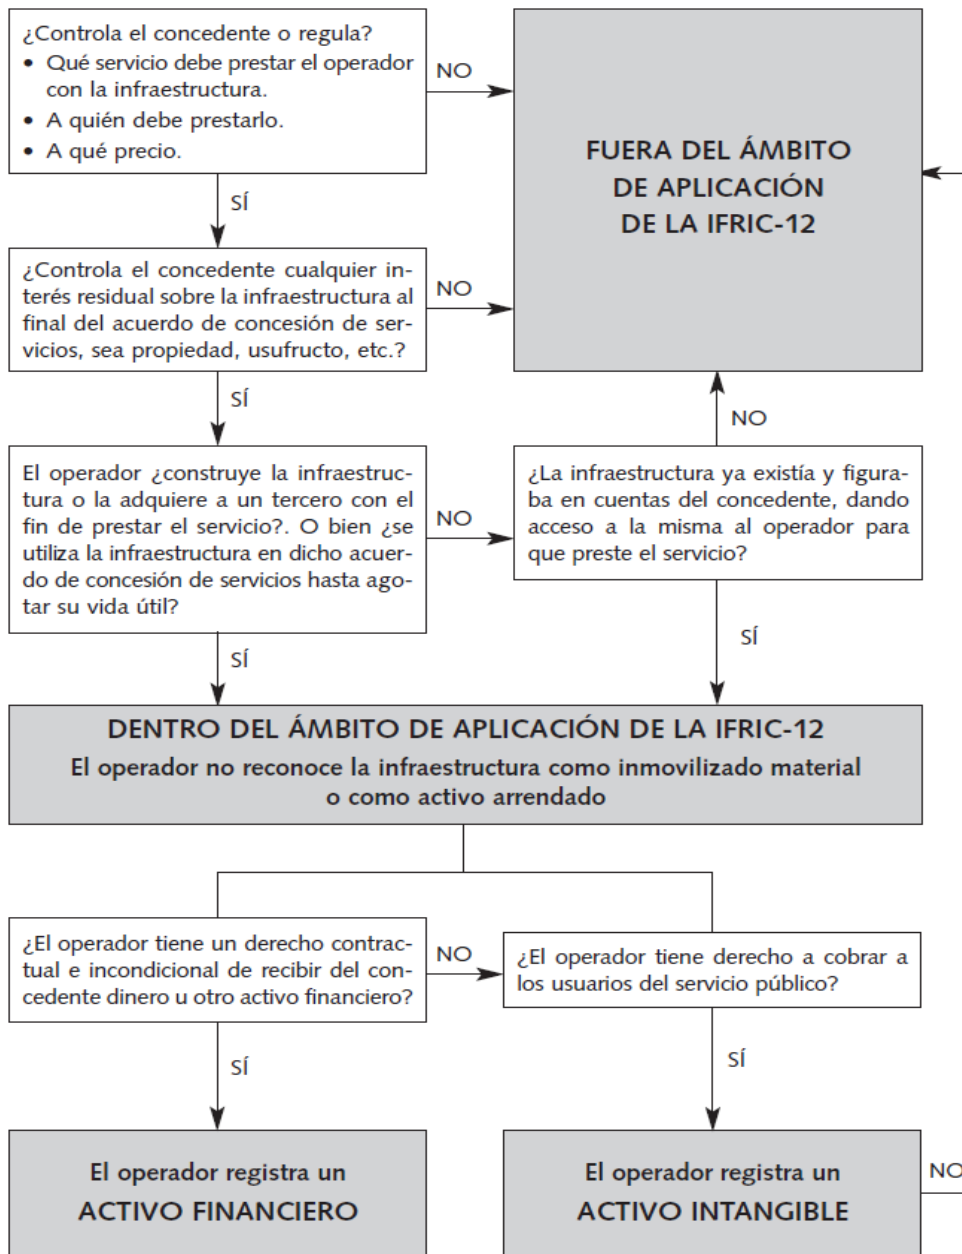 ¿Controla el concedente o regula?
• Qué servicio debe prestar el operador
con la infraestructura.
• A quién debe prestarlo.
• A qué precio.
NO
FUERA DEL ÁMBITO
DE APLICACIÓN
DE LA IFRIC-12
SÍ
¿Controla el concedente cualquier in-
terés residual sobre la infraestructura al
final del acuerdo de concesión de ser-
vicios, sea propiedad, usufructo, etc.?
NO
SÍ
NO
El operador ¿construye la infraestruc-
tura o la adquiere a un tercero con el
fin de prestar el servicio?. O bien ¿se
utiliza la infraestructura en dicho acuer-
do de concesión de servicios hasta ago-
tar su vida útil?
NO
¿La infraestructura ya existía y figura-
ba en cuentas del concedente, dando
acceso a la misma al operador para
que preste el servicio?
SÍ
SÍ
DENTRO DEL ÁMBITO DE APLICACIÓN DE LA IFRIC-12
El operador no reconoce la infraestructura como inmovilizado material
o como activo arrendado
¿El operador tiene un derecho contrac-
tual e incondicional de recibir del con-
cedente dinero u otro activo financiero?
NO
¿El operador tiene derecho a cobrar a
los usuarios del servicio público?
SÍ
SÍ
El operador registra un
ACTIVO FINANCIERO
El operador registra un
ACTIVO INTANGIBLE
NO